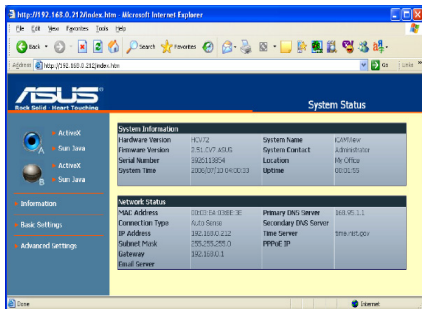 http://192.168.0.212/index.htm - Microsoft Internet Explorer
File Edit View Favorites Tools Help
Back Search Favorites
Address http://192.168.0.212/index.htm Go Links
ASUS
Rock Solid · Heart Touching
System Status
ActiveX
A Sun Java
ActiveX
B Sun Java
Information
Basic Settings
Advanced Settings
System Information
Hardware Version HCV72 System Name ICAMView
Firmware Version 2.51.CV7 ASUS System Contact Administrator
Serial Number Location My Office
System Time 2006/07/10 04:00:33 Uptime 00:01:55
Network Status
MAC Address Primary DNS Server 168.95.1.1
Connection Type Auto Sense Secondary DNS Server
IP Address 192.168.0.212 Time Server time.nist.gov
Subnet Mask 255.255.255.0 PPPoE IP
Gateway 192.168.0.1
Email Server
Done Internet